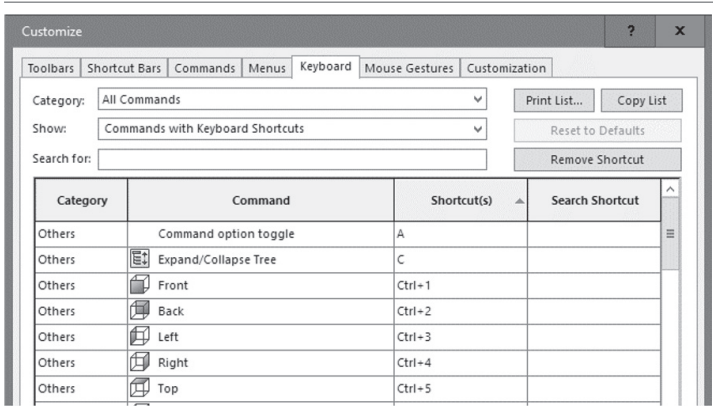 Customize ? x
Toolbars Shortcut Bars Commands Menus Keyboard Mouse Gestures Customization
Category: All Commands Print List... Copy List
Show: Commands with Keyboard Shortcuts Reset to Defaults
Search for: Remove Shortcut
Category Command Shortcut(s) Search Shortcut
Others Command option toggle A
Others Expand/Collapse Tree C
Others Front Ctrl+1
Others Back Ctrl+2
Others Left Ctrl+3
Others Right Ctrl+4
Others Top Ctrl+5